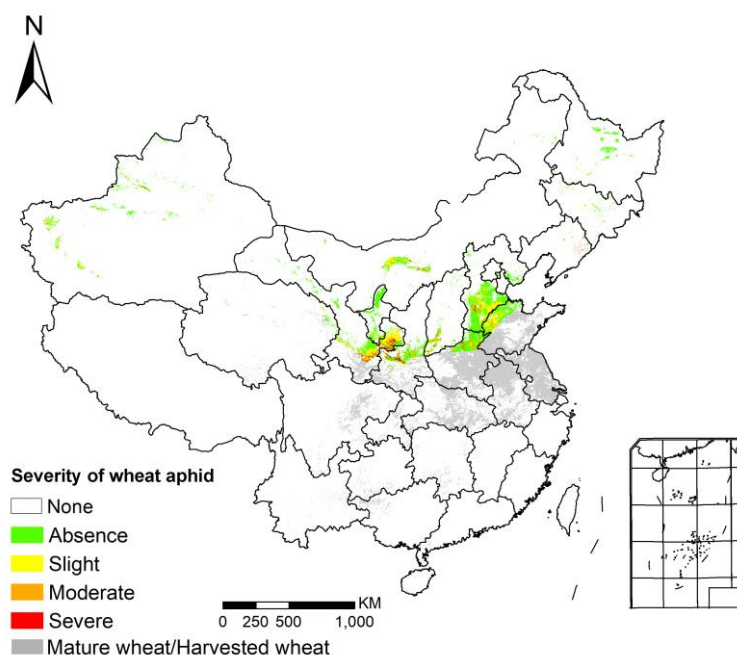 N
Severity of wheat aphid
None
Absence
Slight
Moderate
Severe
Mature wheat/Harvested wheat
KM
0 250 500 1,000